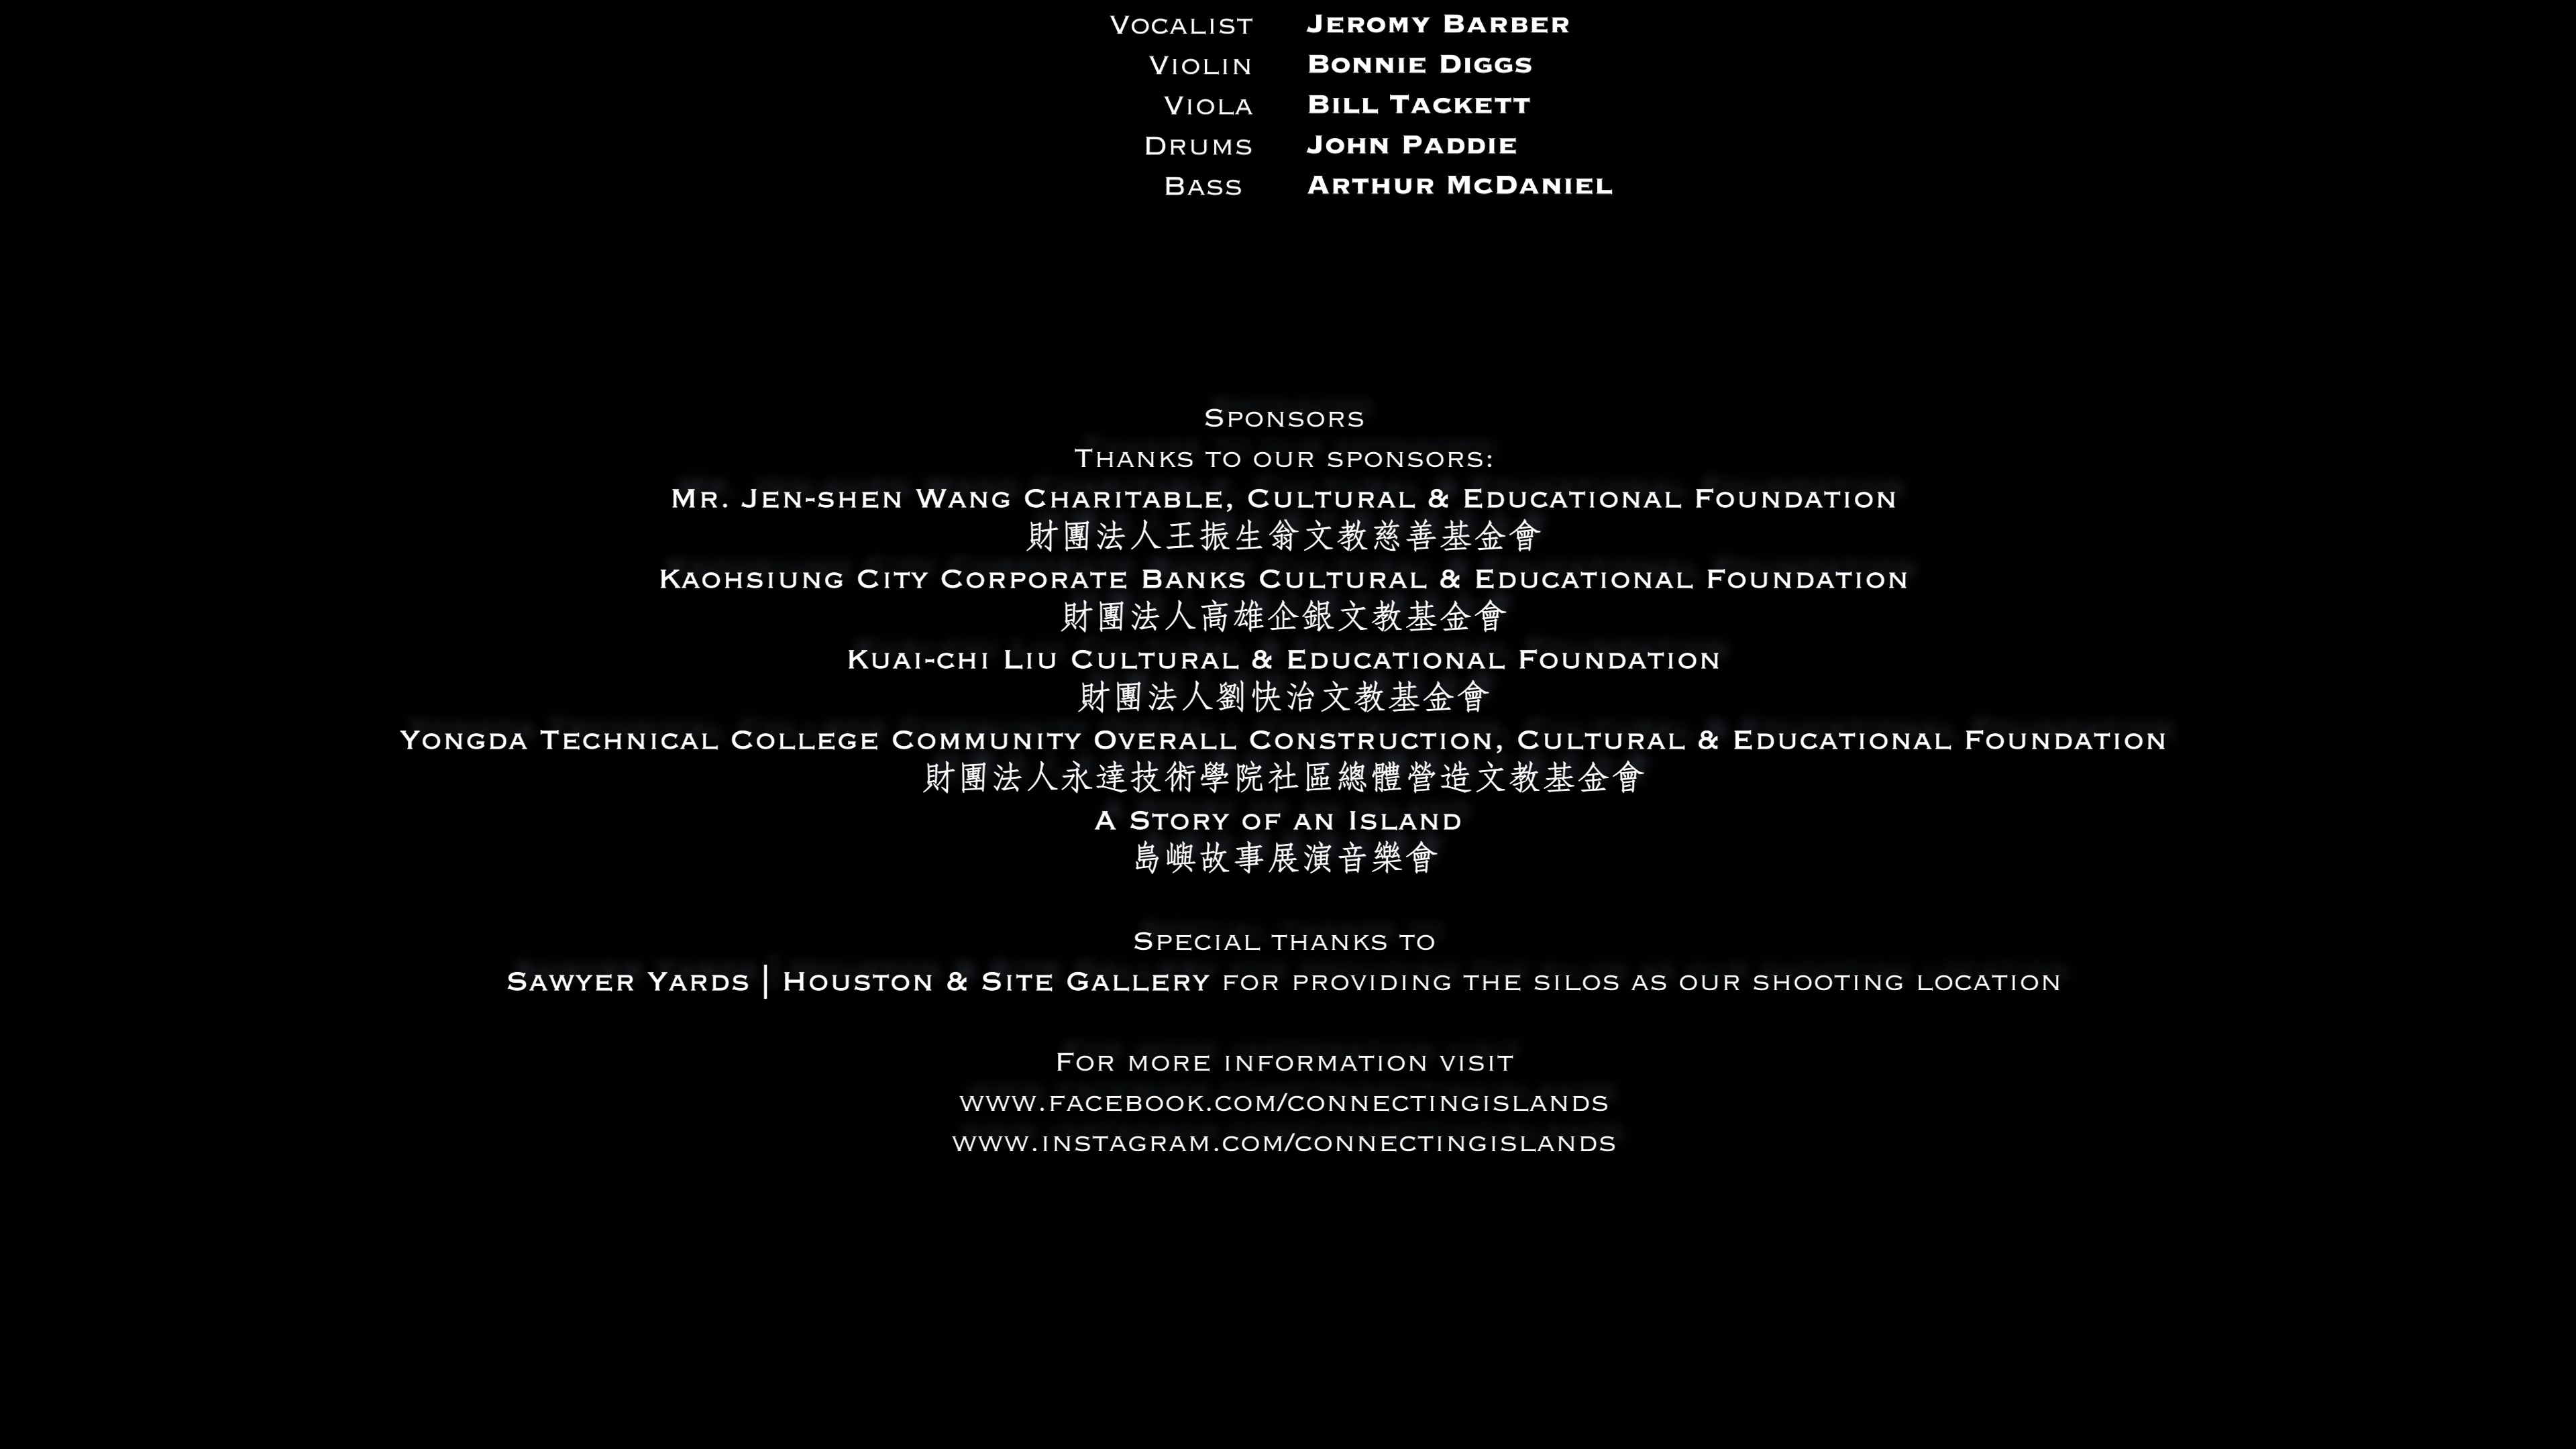 Vocalist Jeromy Barber
Violin Bonnie Diggs
Viola Bill Tackett
Drums John Paddie
Bass Arthur McDaniel
Sponsors
Thanks to our sponsors:
Mr. Jen-shen Wang Charitable, Cultural & Educational Foundation
財團法人王振生翁文教慈善基金會
Kaohsiung City Corporate Banks Cultural & Educational Foundation
財團法人高雄企銀文教基金會
Kuai-chi Liu Cultural & Educational Foundation
財團法人劉快治文教基金會
Yongda Technical College Community Overall Construction, Cultural & Educational Foundation
財團法人永達技術學院社區總體營造文教基金會
A Story of an Island
島嶼故事展演音樂會
Special thanks to
Sawyer Yards | Houston & Site Gallery for providing the silos as our shooting location
For more information visit
www.facebook.com/connectingislands
www.instagram.com/connectingislands